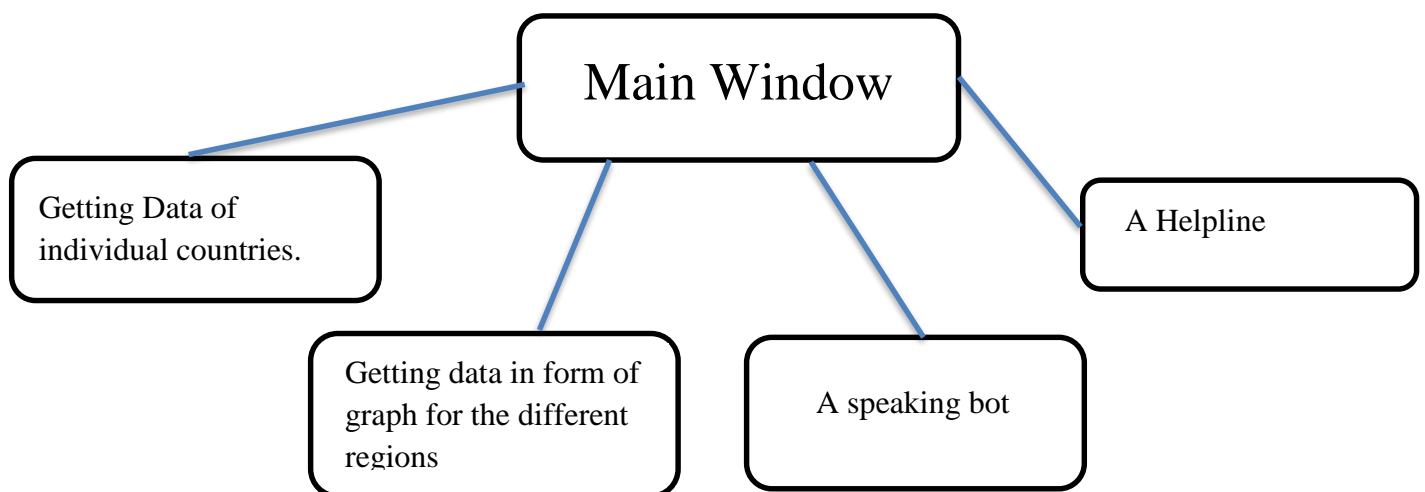 Main Window
Getting Data of
individual countries.
A Helpline
Getting data in form of
graph for the different
regions
A speaking bot